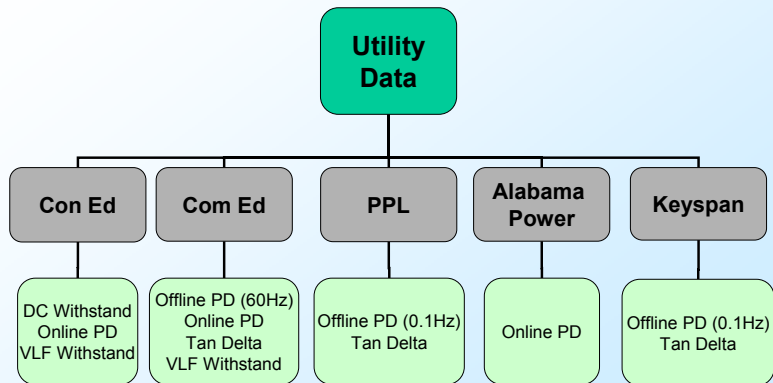 Utility
Data
Con Ed
Com Ed
PPL
Alabama
Power
Keyspan
DC Withstand
Online PD
VLF Withstand
Offline PD (60Hz)
Online PD
Tan Delta
VLF Withstand
Offline PD (0.1Hz)
Tan Delta
Online PD
Offline PD (0.1Hz)
Tan Delta